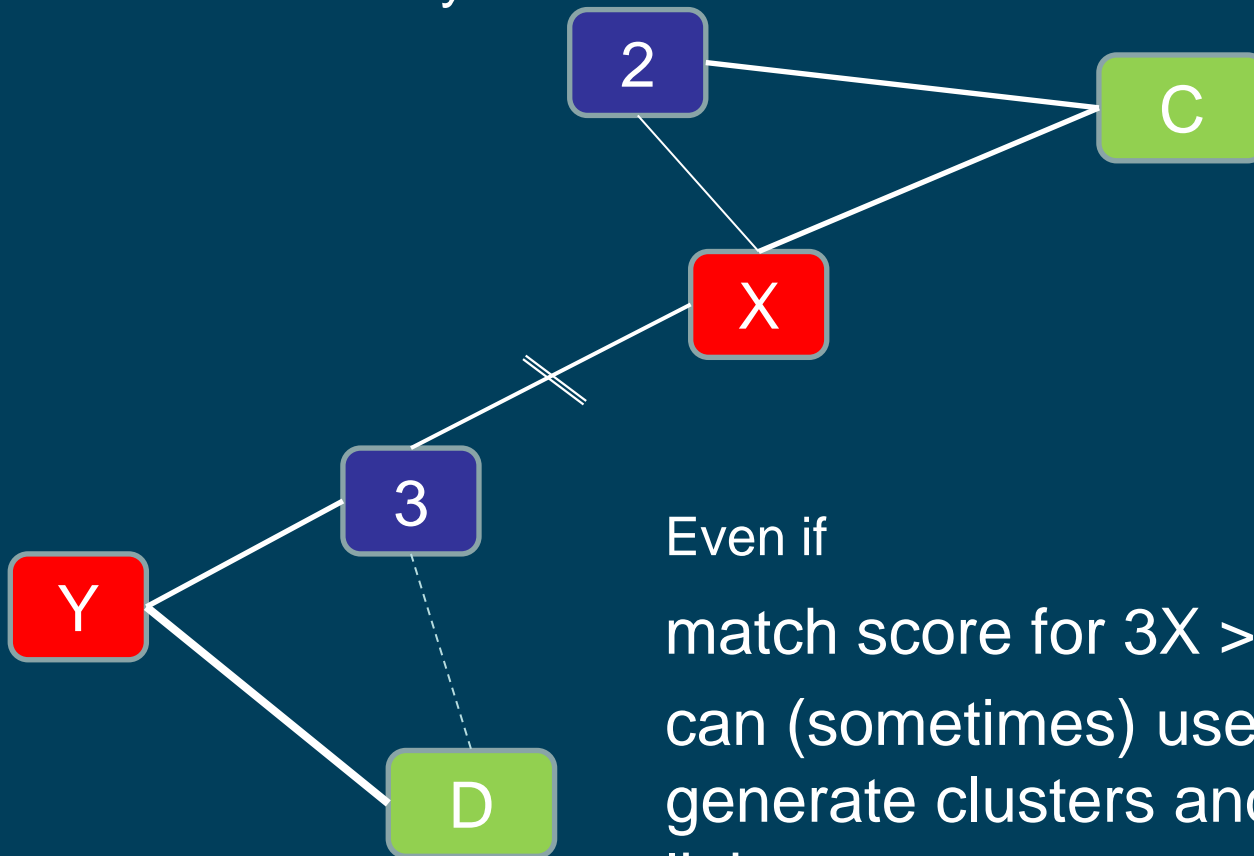 2
C
X
3
Y
D
Even if
match score for 3X >
can (sometimes) use
generate clusters and